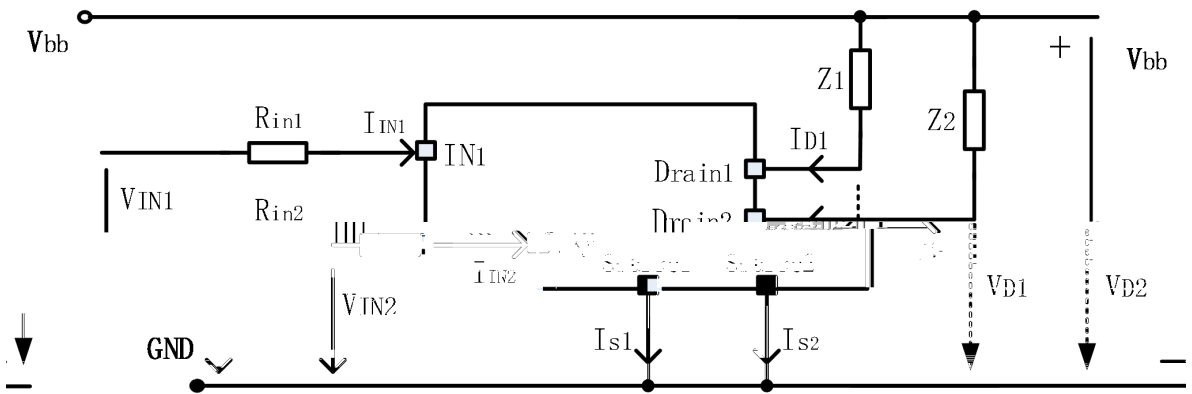 Vbb
+
Vbb
Z1
Z2
Rin1
IIN1
ID1
IN1
Drain1
VIN1
Rin2
IIN2
VIN2
VD1
VD2
GND
Is1
Is2